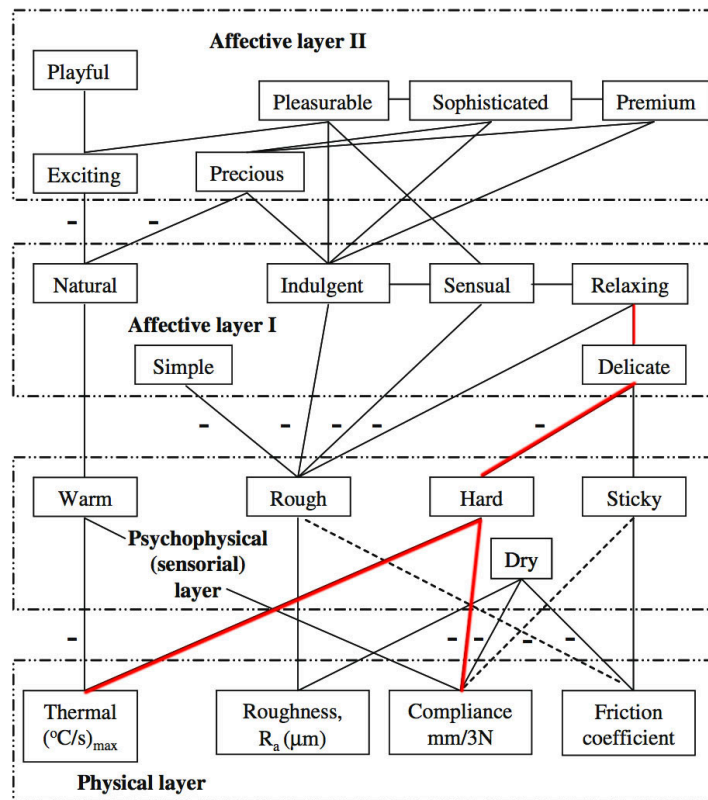 Affective layer II
Playful
Pleasurable
Sophisticated
Premium
Exciting
Precious
-
-
Natural
Indulgent
Sensual
Relaxing
Affective layer I
Simple
Delicate
-
-
-
-
-
Warm
Rough
Hard
Sticky
Psychophysical
(sensorial)
layer
Dry
-
-
-
-
-
Thermal
(°C/s)max
Roughness,
Ra (μm)
Compliance
mm/3N
Friction
coefficient
Physical layer